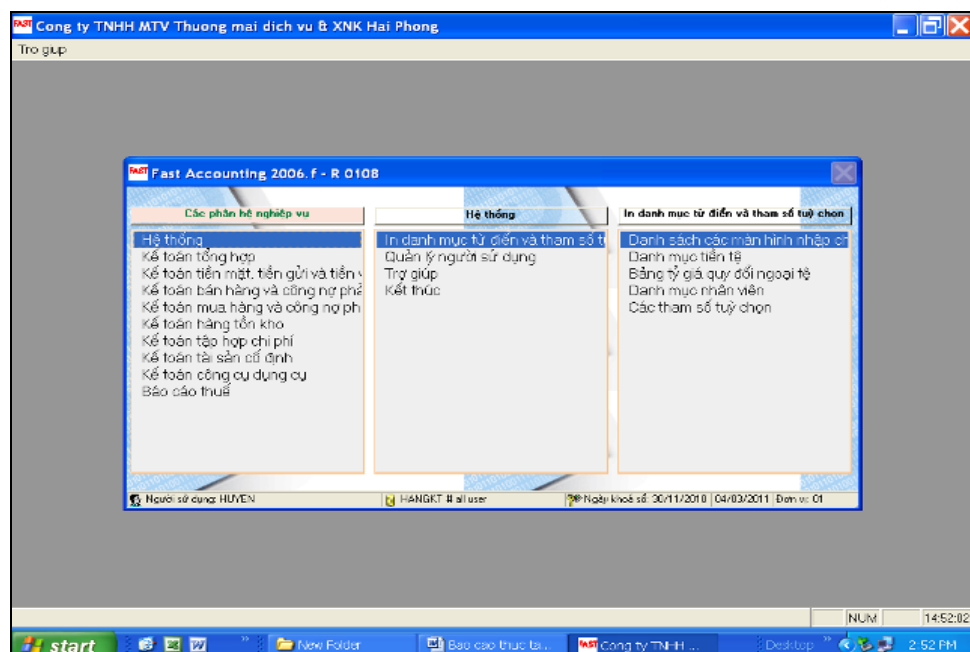 FAST Cong ty TNHH MTV Thuong mai dich vu & XNK Hai Phong
Tro giup
FAST Fast Accounting 2006.f - R 0108
Các phân hệ nghiệp vụ
Hệ thống
Kế toán tổng hợp
Kế toán tiền mặt, tiền gửi và tiền v
Kế toán bán hàng và công nợ phả
Kế toán mua hàng và công nợ ph
Kế toán hàng tồn kho
Kế toán tập hợp chi phí
Kế toán tài sản cố định
Kế toán công cụ dụng cụ
Báo cáo thuế
Hệ thống
In danh mục từ điển và tham số t
Quản lý người sử dụng
Trợ giúp
Kết thúc
In danh mục từ điển và tham số tuỳ chọn
Danh sách các màn hình nhập ch
Danh mục tiền tệ
Bảng tỷ giá quy đổi ngoại tệ
Danh mục nhân viên
Các tham số tuỳ chọn
Người sử dụng: HUYEN
HANGKT # all user
Ngày khoá sổ: 30/11/2010 04/03/2011 Đơn vị: 01
NUM 14:52:02
start New Folder Bao cao thuc ta... FAST Cong ty TNHH ... Desktop 2:52 PM